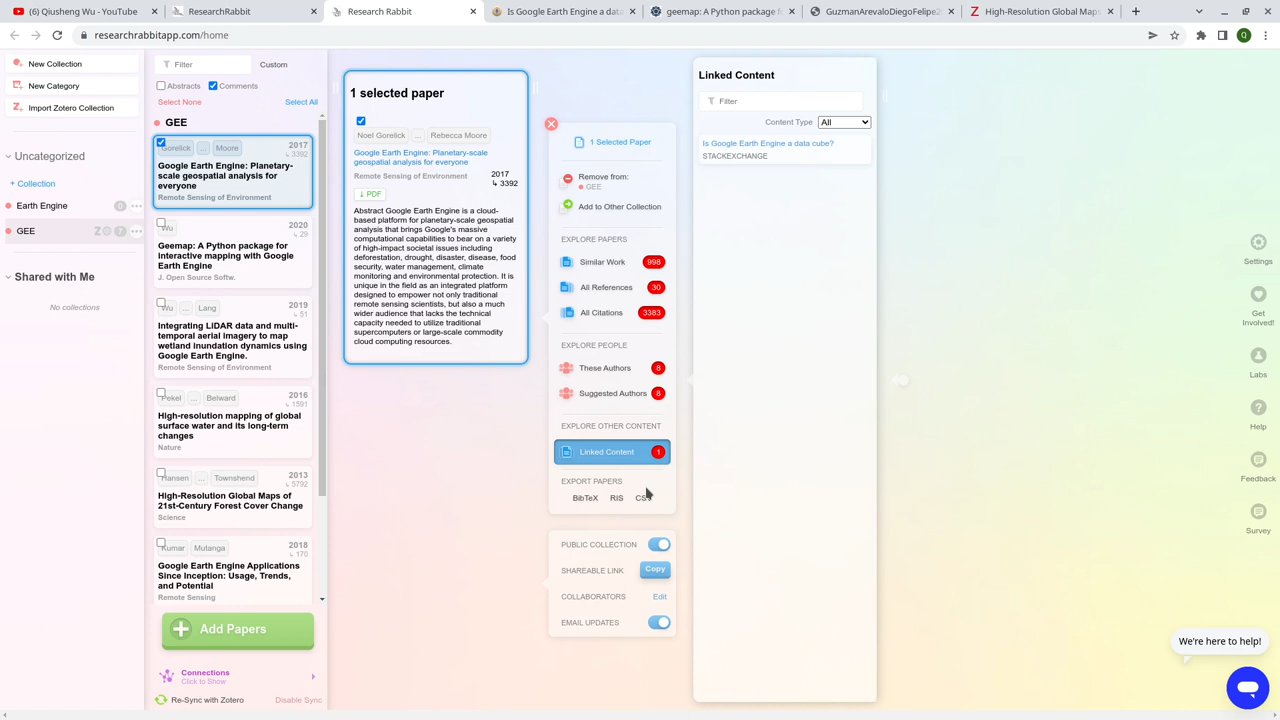 (6) Qiusheng Wu - YouTube
ResearchRabbit
Research Rabbit
Is Google Earth Engine a data
geemap: A Python package f
GuzmanArevaloDiegoFelipe2
High-Resolution Global Maps
researchrabbitapp.com/home
Q
New Collection
New Category
Import Zotero Collection
Uncategorized
+ Collection
Earth Engine 0
GEE 7
Shared with Me
No collections
Filter
Custom
Abstracts
Comments
Select None
Select All
GEE
Gorelick ... Moore 2017
3392
Google Earth Engine: Planetary-
scale geospatial analysis for
everyone
Remote Sensing of Environment
Wu 2020
29
Geemap: A Python package for
interactive mapping with Google
Earth Engine
J. Open Source Softw.
Wu ... Lang 2019
51
Integrating LiDAR data and multi-
temporal aerial imagery to map
wetland inundation dynamics using
Google Earth Engine.
Remote Sensing of Environment
Pekel ... Belward 2016
1591
High-resolution mapping of global
surface water and its long-term
changes
Nature
Hansen ... Townshend 2013
5792
High-Resolution Global Maps of
21st-Century Forest Cover Change
Science
Kumar Mutanga 2018
170
Google Earth Engine Applications
Since Inception: Usage, Trends,
and Potential
Remote Sensing
Add Papers
Connections
Click to Show
Re-Sync with Zotero
Disable Sync
1 selected paper
Noel Gorelick ... Rebecca Moore
Google Earth Engine: Planetary-scale
geospatial analysis for everyone
Remote Sensing of Environment
2017
3392
↓ PDF
Abstract Google Earth Engine is a cloud-
based platform for planetary-scale geospatial
analysis that brings Google's massive
computational capabilities to bear on a variety
of high-impact societal issues including
deforestation, drought, disaster, disease, food
security, water management, climate
monitoring and environmental protection. It is
unique in the field as an integrated platform
designed to empower not only traditional
remote sensing scientists, but also a much
wider audience that lacks the technical
capacity needed to utilize traditional
supercomputers or large-scale commodity
cloud computing resources.
1 Selected Paper
Remove from:
GEE
Add to Other Collection
EXPLORE PAPERS
Similar Work 998
All References 30
All Citations 3383
EXPLORE PEOPLE
These Authors 8
Suggested Authors 8
EXPLORE OTHER CONTENT
Linked Content 1
EXPORT PAPERS
BibTeX RIS
PUBLIC COLLECTION
SHAREABLE LINK Copy
COLLABORATORS Edit
EMAIL UPDATES
Linked Content
Filter
Content Type All
Is Google Earth Engine a data cube?
STACKEXCHANGE
Settings
Get
Involved!
Labs
Help
Feedback
Survey
We're here to help!